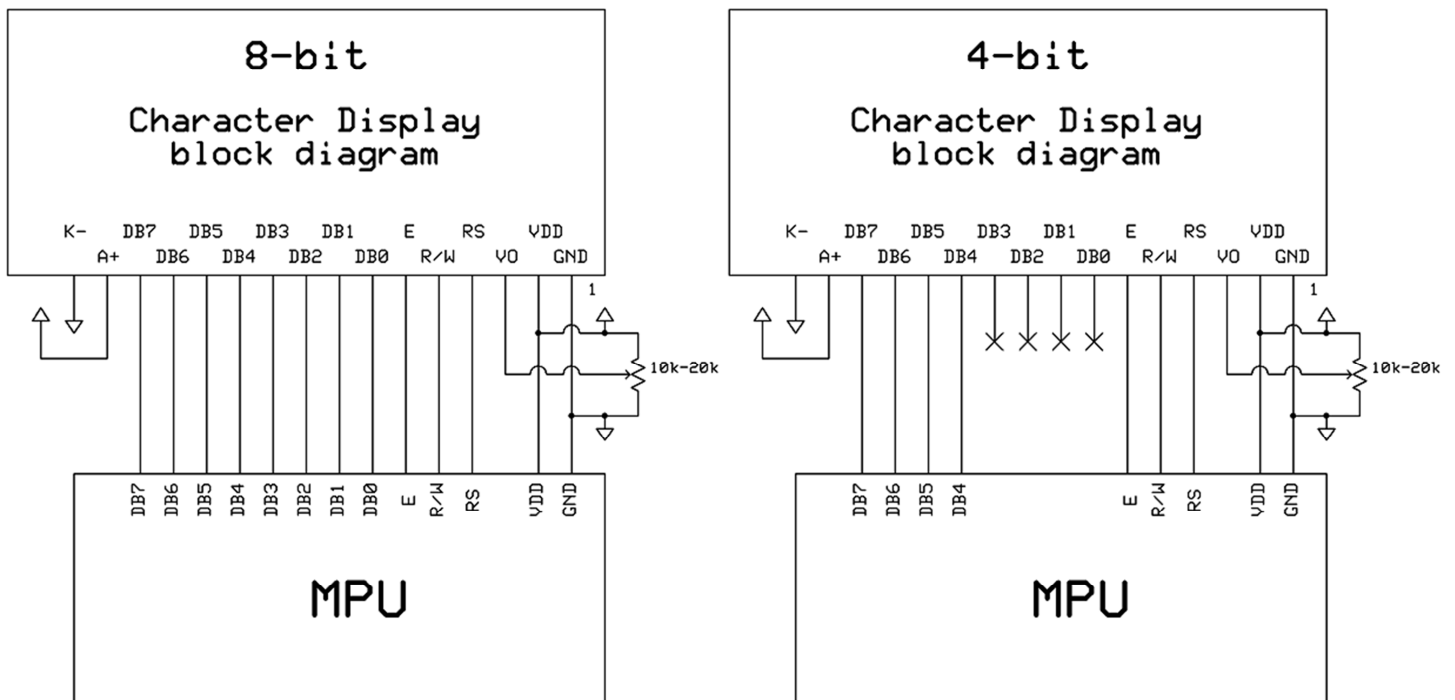 8-bit
Character Display
block diagram
K- DB7 DB5 DB3 DB1 E RS VDD
A+ DB6 DB4 DB2 DB0 R/W VO GND
1
10k-20k
DB7 DB6 DB5 DB4 DB3 DB2 DB1 DB0 E R/W RS VDD GND
MPU
4-bit
Character Display
block diagram
K- DB7 DB5 DB3 DB1 E RS VDD
A+ DB6 DB4 DB2 DB0 R/W VO GND
1
10k-20k
DB7 DB6 DB5 DB4 E R/W RS VDD GND
MPU